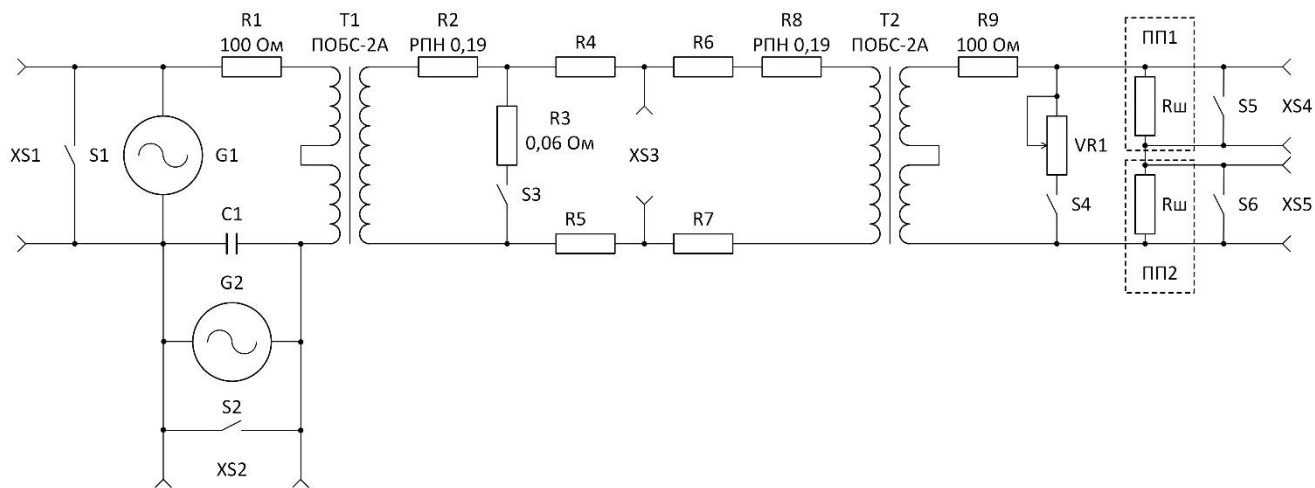 R1
100 Ом
T1
ПОБС-2А
R2
РПН 0,19
R4
R6
R8
РПН 0,19
T2
ПОБС-2А
R9
100 Ом
ПП1
XS1
S1
G1
R3
0,06 Ом
XS3
VR1
Rш
S5
XS4
C1
S3
R5
R7
S4
Rш
S6
XS5
G2
ПП2
S2
XS2